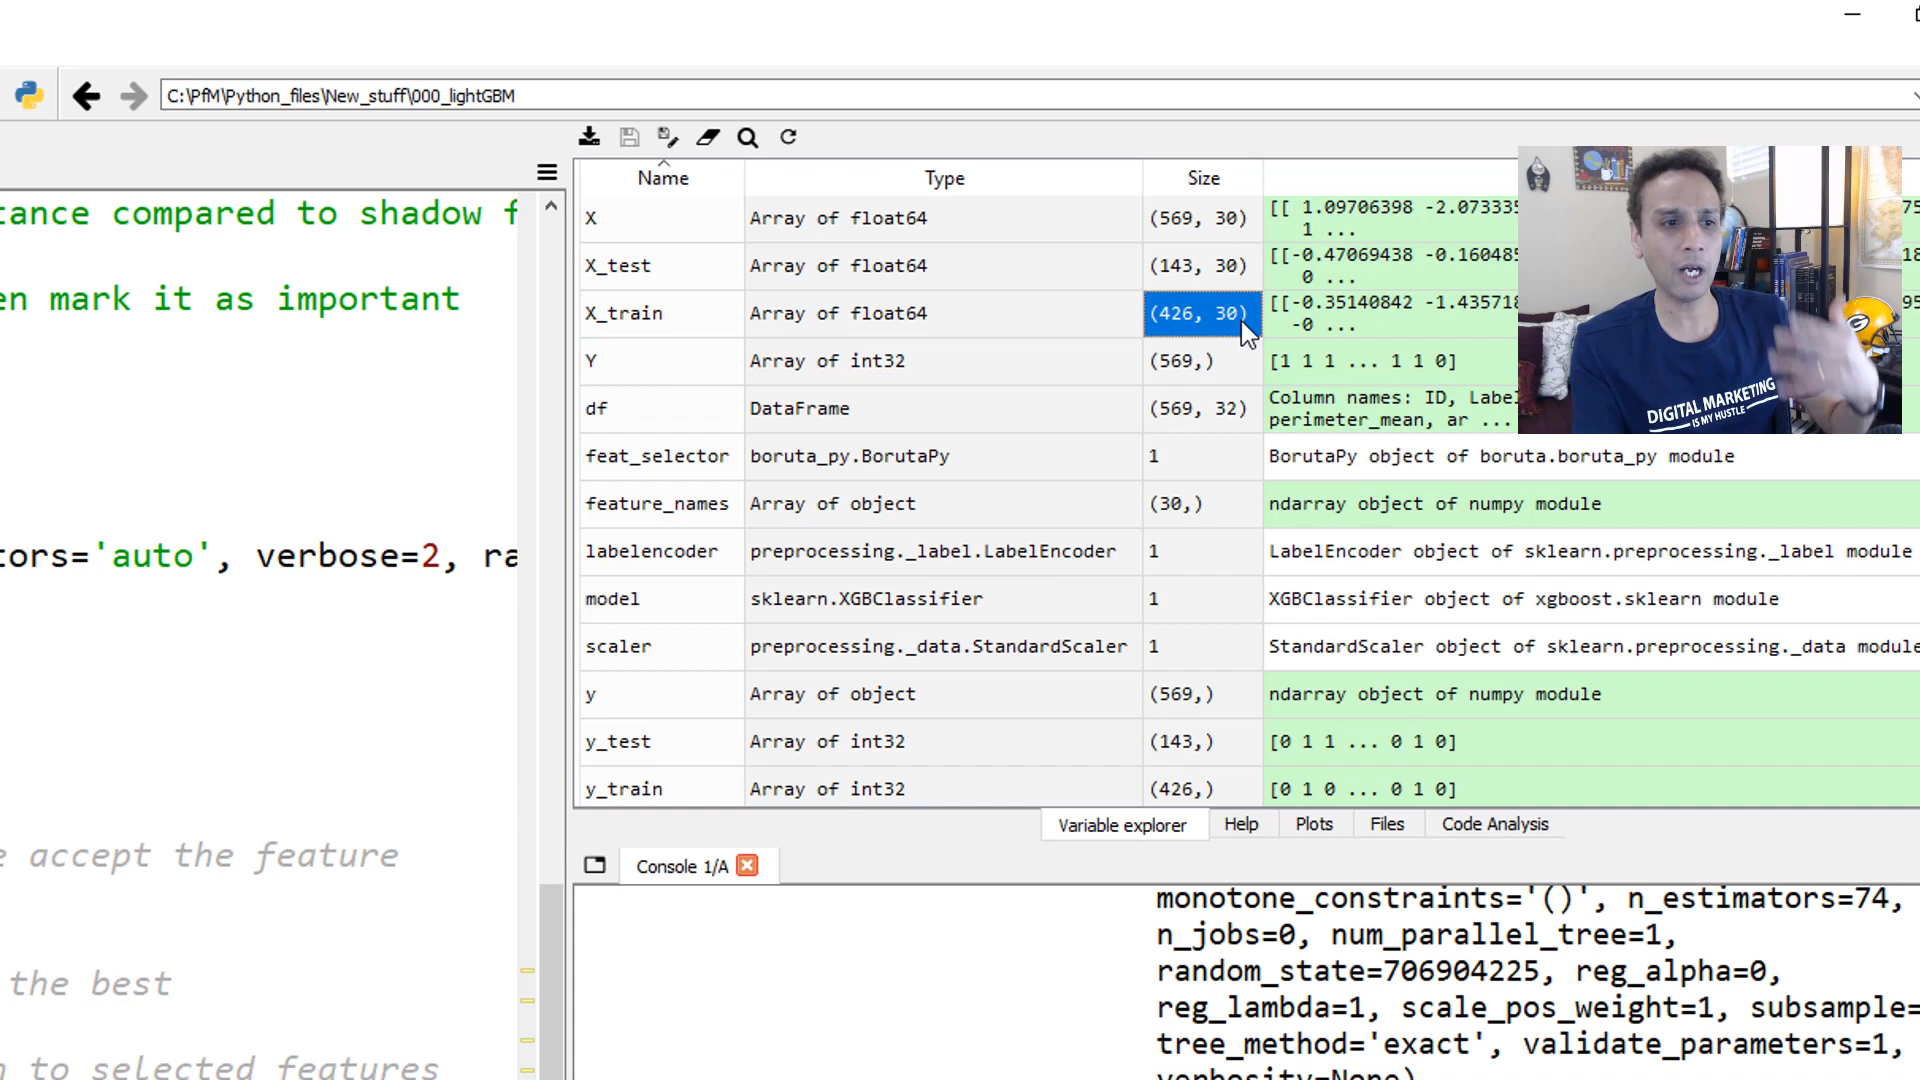 C:\PfM\Python_files\New_stuff\000_lightGBM
tance compared to shadow f
en mark it as important
tors='auto', verbose=2, ra
e accept the feature
the best
n to selected features
Name Type Size
X Array of float64 (569, 30) [[ 1.09706398 -2.073335
1 ...
X_test Array of float64 (143, 30) [[-0.47069438 -0.160485
0 ...
X_train Array of float64 (426, 30) [[-0.35140842 -1.435718
-0 ...
Y Array of int32 (569,) [1 1 1 ... 1 1 0]
df DataFrame (569, 32) Column names: ID, Labe
perimeter_mean, ar ...
feat_selector boruta_py.BorutaPy 1 BorutaPy object of boruta.boruta_py module
feature_names Array of object (30,) ndarray object of numpy module
labelencoder preprocessing._label.LabelEncoder 1 LabelEncoder object of sklearn.preprocessing._label module
model sklearn.XGBClassifier 1 XGBClassifier object of xgboost.sklearn module
scaler preprocessing._data.StandardScaler 1 StandardScaler object of sklearn.preprocessing._data module
y Array of object (569,) ndarray object of numpy module
y_test Array of int32 (143,) [0 1 1 ... 0 1 0]
y_train Array of int32 (426,) [0 1 0 ... 0 1 0]
DIGITAL MARKETING
IS MY HUSTLE
Variable explorer Help Plots Files Code Analysis
Console 1/A
monotone_constraints='()', n_estimators=74,
n_jobs=0, num_parallel_tree=1,
random_state=706904225, reg_alpha=0,
reg_lambda=1, scale_pos_weight=1, subsample=
tree_method='exact', validate_parameters=1,
verbosity=None)